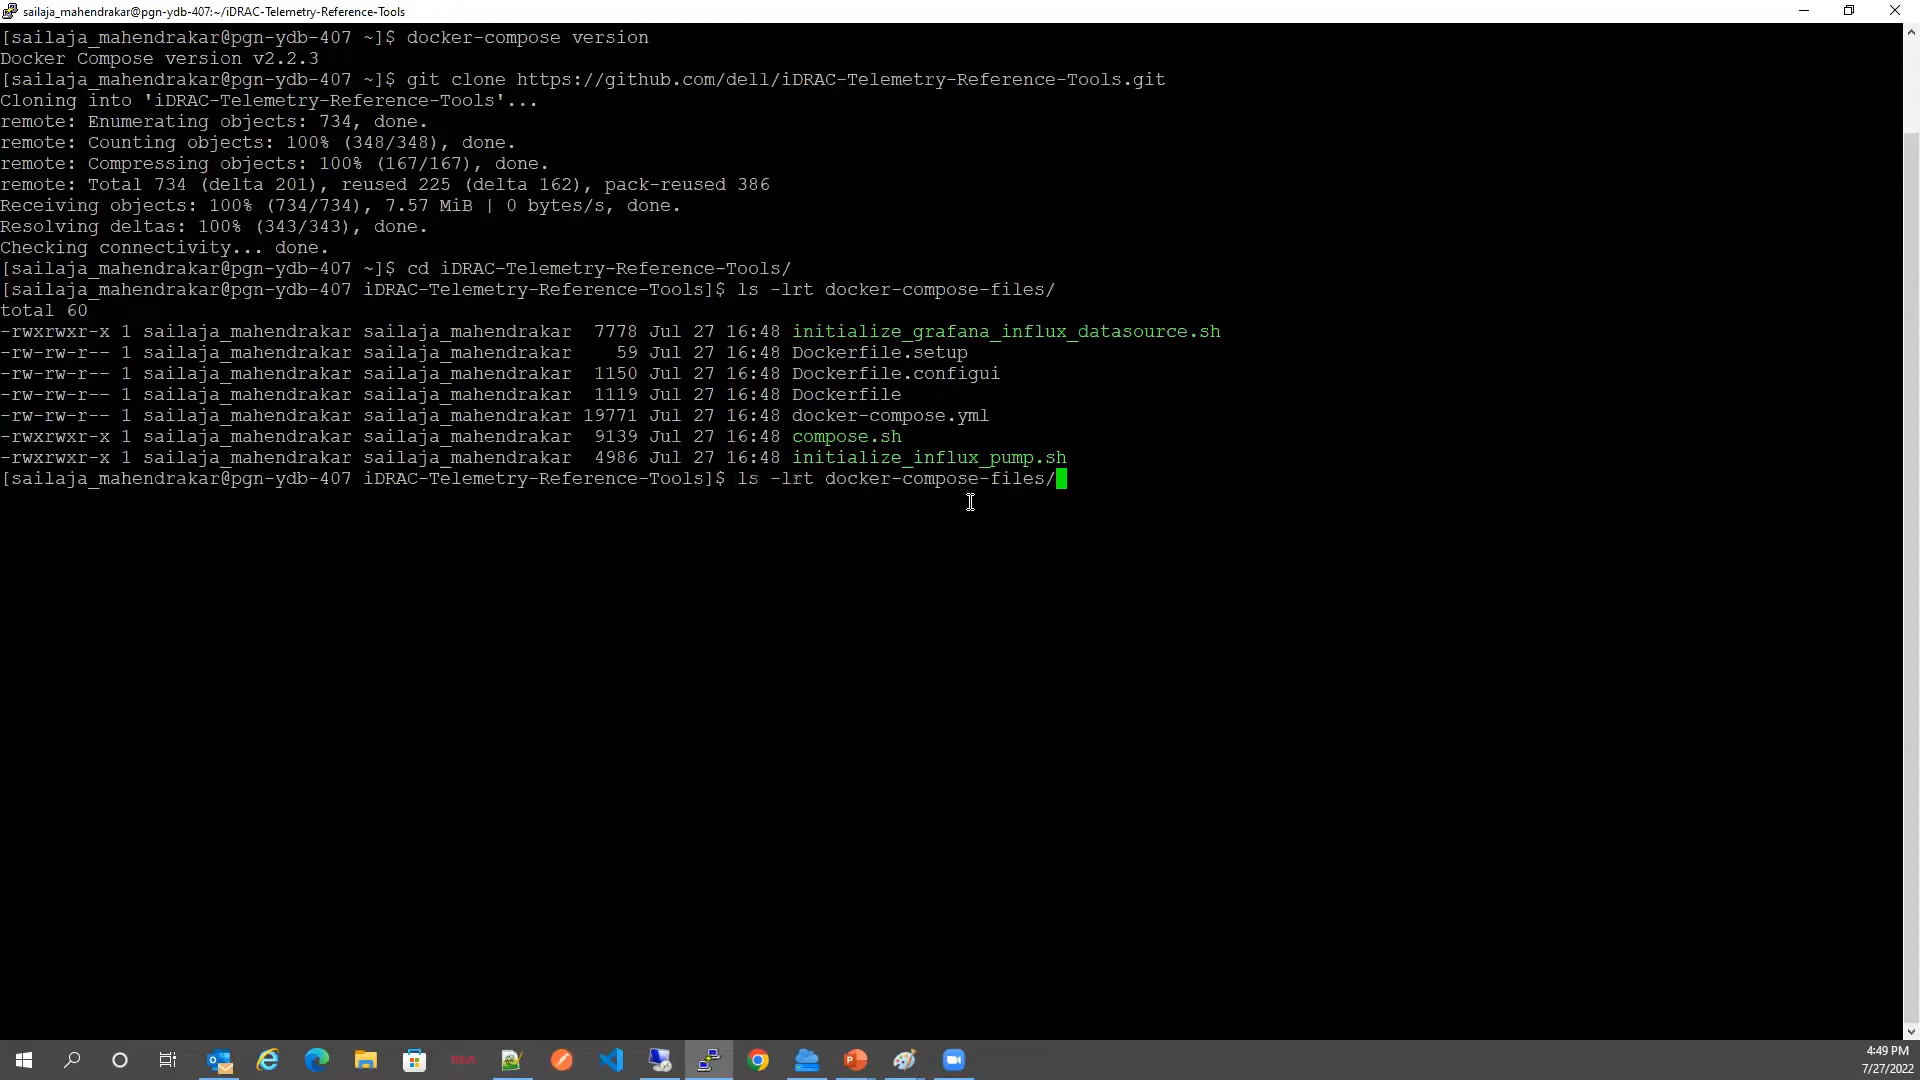 sailaja_mahendrakar@pgn-ydb-407:~/iDRAC-Telemetry-Reference-Tools
[sailaja_mahendrakar@pgn-ydb-407 ~]$ docker-compose version
Docker Compose version v2.2.3
[sailaja_mahendrakar@pgn-ydb-407 ~]$ git clone https://github.com/dell/iDRAC-Telemetry-Reference-Tools.git
Cloning into 'iDRAC-Telemetry-Reference-Tools'...
remote: Enumerating objects: 734, done.
remote: Counting objects: 100% (348/348), done.
remote: Compressing objects: 100% (167/167), done.
remote: Total 734 (delta 201), reused 225 (delta 162), pack-reused 386
Receiving objects: 100% (734/734), 7.57 MiB | 0 bytes/s, done.
Resolving deltas: 100% (343/343), done.
Checking connectivity... done.
[sailaja_mahendrakar@pgn-ydb-407 ~]$ cd iDRAC-Telemetry-Reference-Tools/
[sailaja_mahendrakar@pgn-ydb-407 iDRAC-Telemetry-Reference-Tools]$ ls -lrt docker-compose-files/
total 60
-rwxrwxr-x 1 sailaja_mahendrakar sailaja_mahendrakar  7778 Jul 27 16:48 initialize_grafana_influx_datasource.sh
-rw-rw-r-- 1 sailaja_mahendrakar sailaja_mahendrakar    59 Jul 27 16:48 Dockerfile.setup
-rw-rw-r-- 1 sailaja_mahendrakar sailaja_mahendrakar  1150 Jul 27 16:48 Dockerfile.configui
-rw-rw-r-- 1 sailaja_mahendrakar sailaja_mahendrakar  1119 Jul 27 16:48 Dockerfile
-rw-rw-r-- 1 sailaja_mahendrakar sailaja_mahendrakar 19771 Jul 27 16:48 docker-compose.yml
-rwxrwxr-x 1 sailaja_mahendrakar sailaja_mahendrakar  9139 Jul 27 16:48 compose.sh
-rwxrwxr-x 1 sailaja_mahendrakar sailaja_mahendrakar  4986 Jul 27 16:48 initialize_influx_pump.sh
[sailaja_mahendrakar@pgn-ydb-407 iDRAC-Telemetry-Reference-Tools]$ ls -lrt docker-compose-files/
4:49 PM
7/27/2022